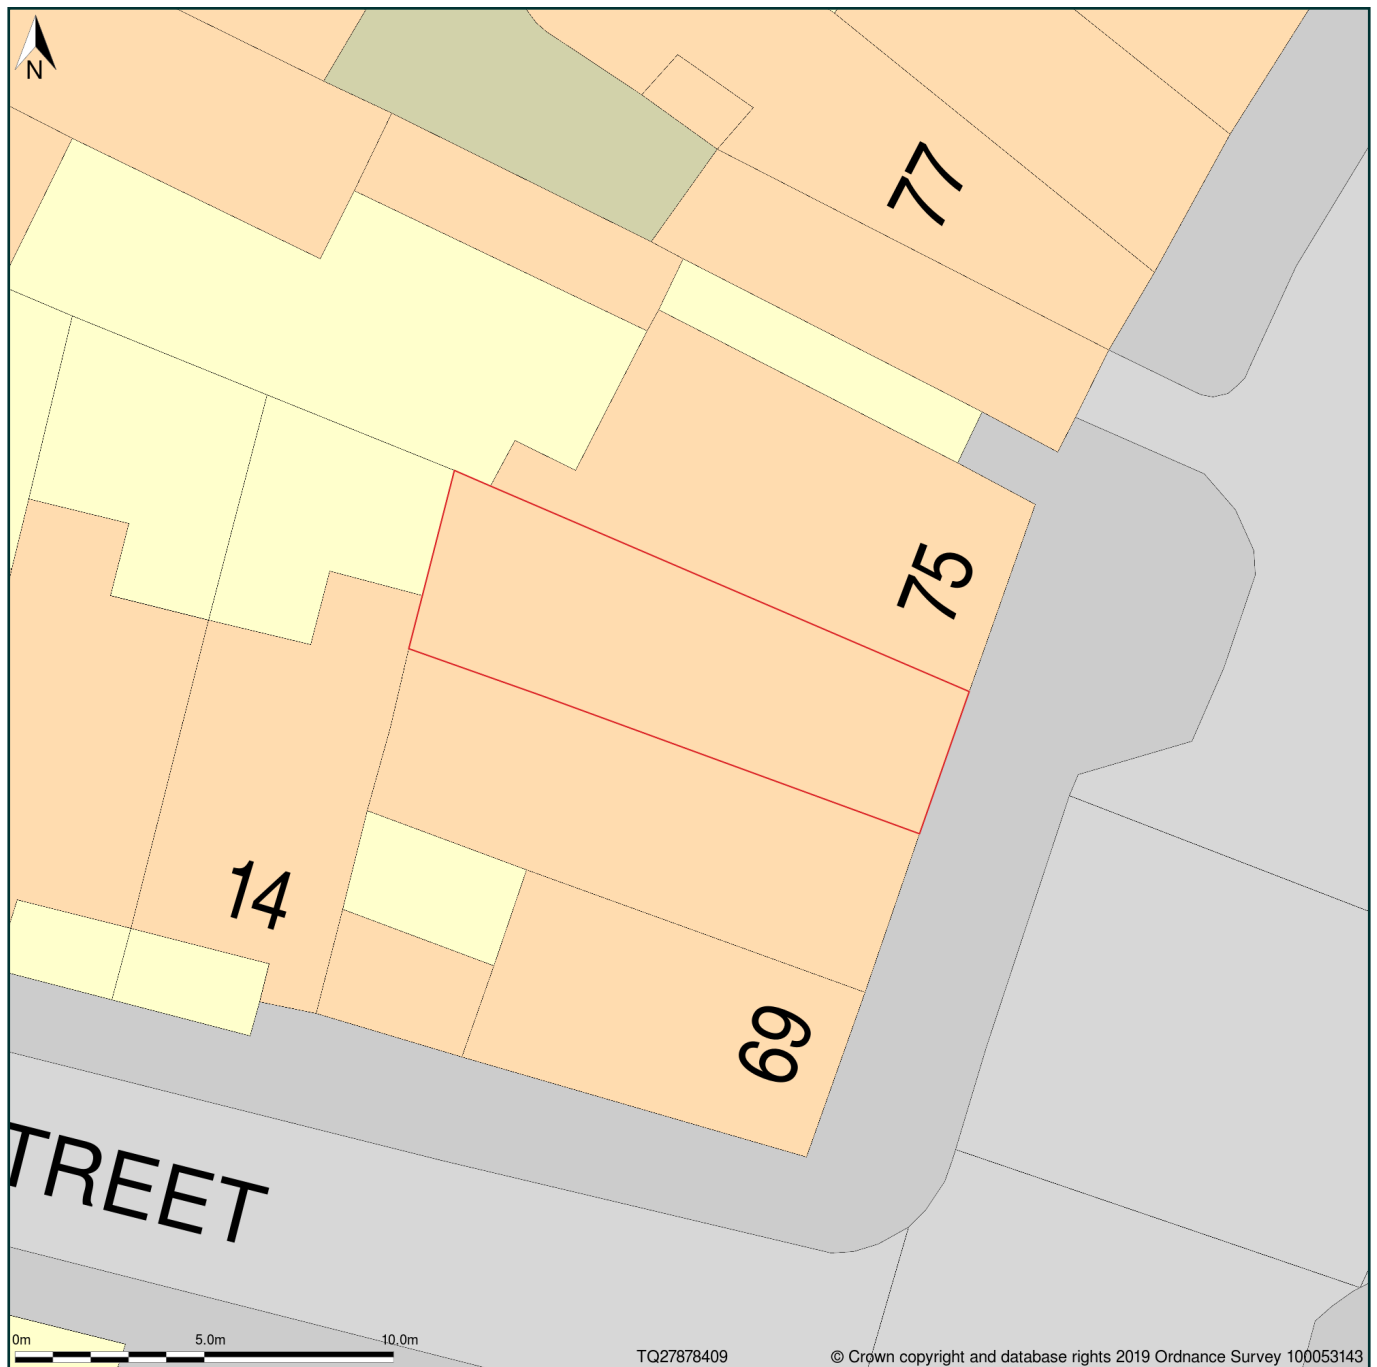 N
77
75
14
69
TREET
0m 5.0m 10.0m
TQ27878409
© Crown copyright and database rights 2019 Ordnance Survey 100053143